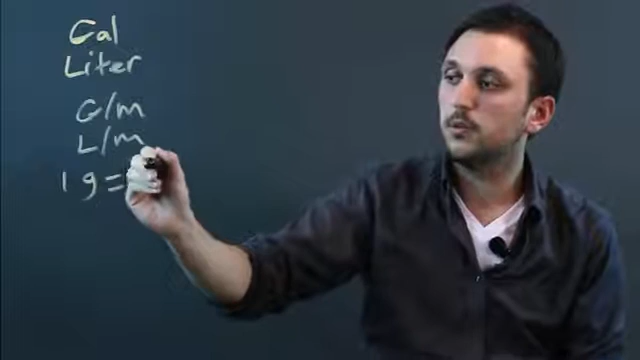 Gal
Liter
G/m
L/m
1 g =